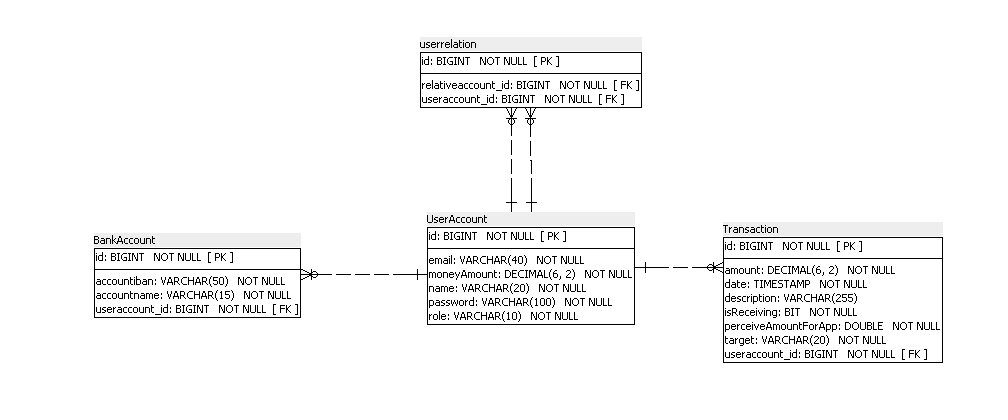 userrelation
id: BIGINT NOT NULL [ PK ]
relativeaccount_id: BIGINT NOT NULL [ FK ]
useraccount_id: BIGINT NOT NULL [ FK ]
UserAccount
id: BIGINT NOT NULL [ PK ]
email: VARCHAR(40) NOT NULL
moneyAmount: DECIMAL(6, 2) NOT NULL
name: VARCHAR(20) NOT NULL
password: VARCHAR(100) NOT NULL
role: VARCHAR(10) NOT NULL
BankAccount
id: BIGINT NOT NULL [ PK ]
accountiban: VARCHAR(50) NOT NULL
accountname: VARCHAR(15) NOT NULL
useraccount_id: BIGINT NOT NULL [ FK ]
Transaction
id: BIGINT NOT NULL [ PK ]
amount: DECIMAL(6, 2) NOT NULL
date: TIMESTAMP NOT NULL
description: VARCHAR(255)
isReceiving: BIT NOT NULL
perceiveAmountForApp: DOUBLE NOT NULL
target: VARCHAR(20) NOT NULL
useraccount_id: BIGINT NOT NULL [ FK ]